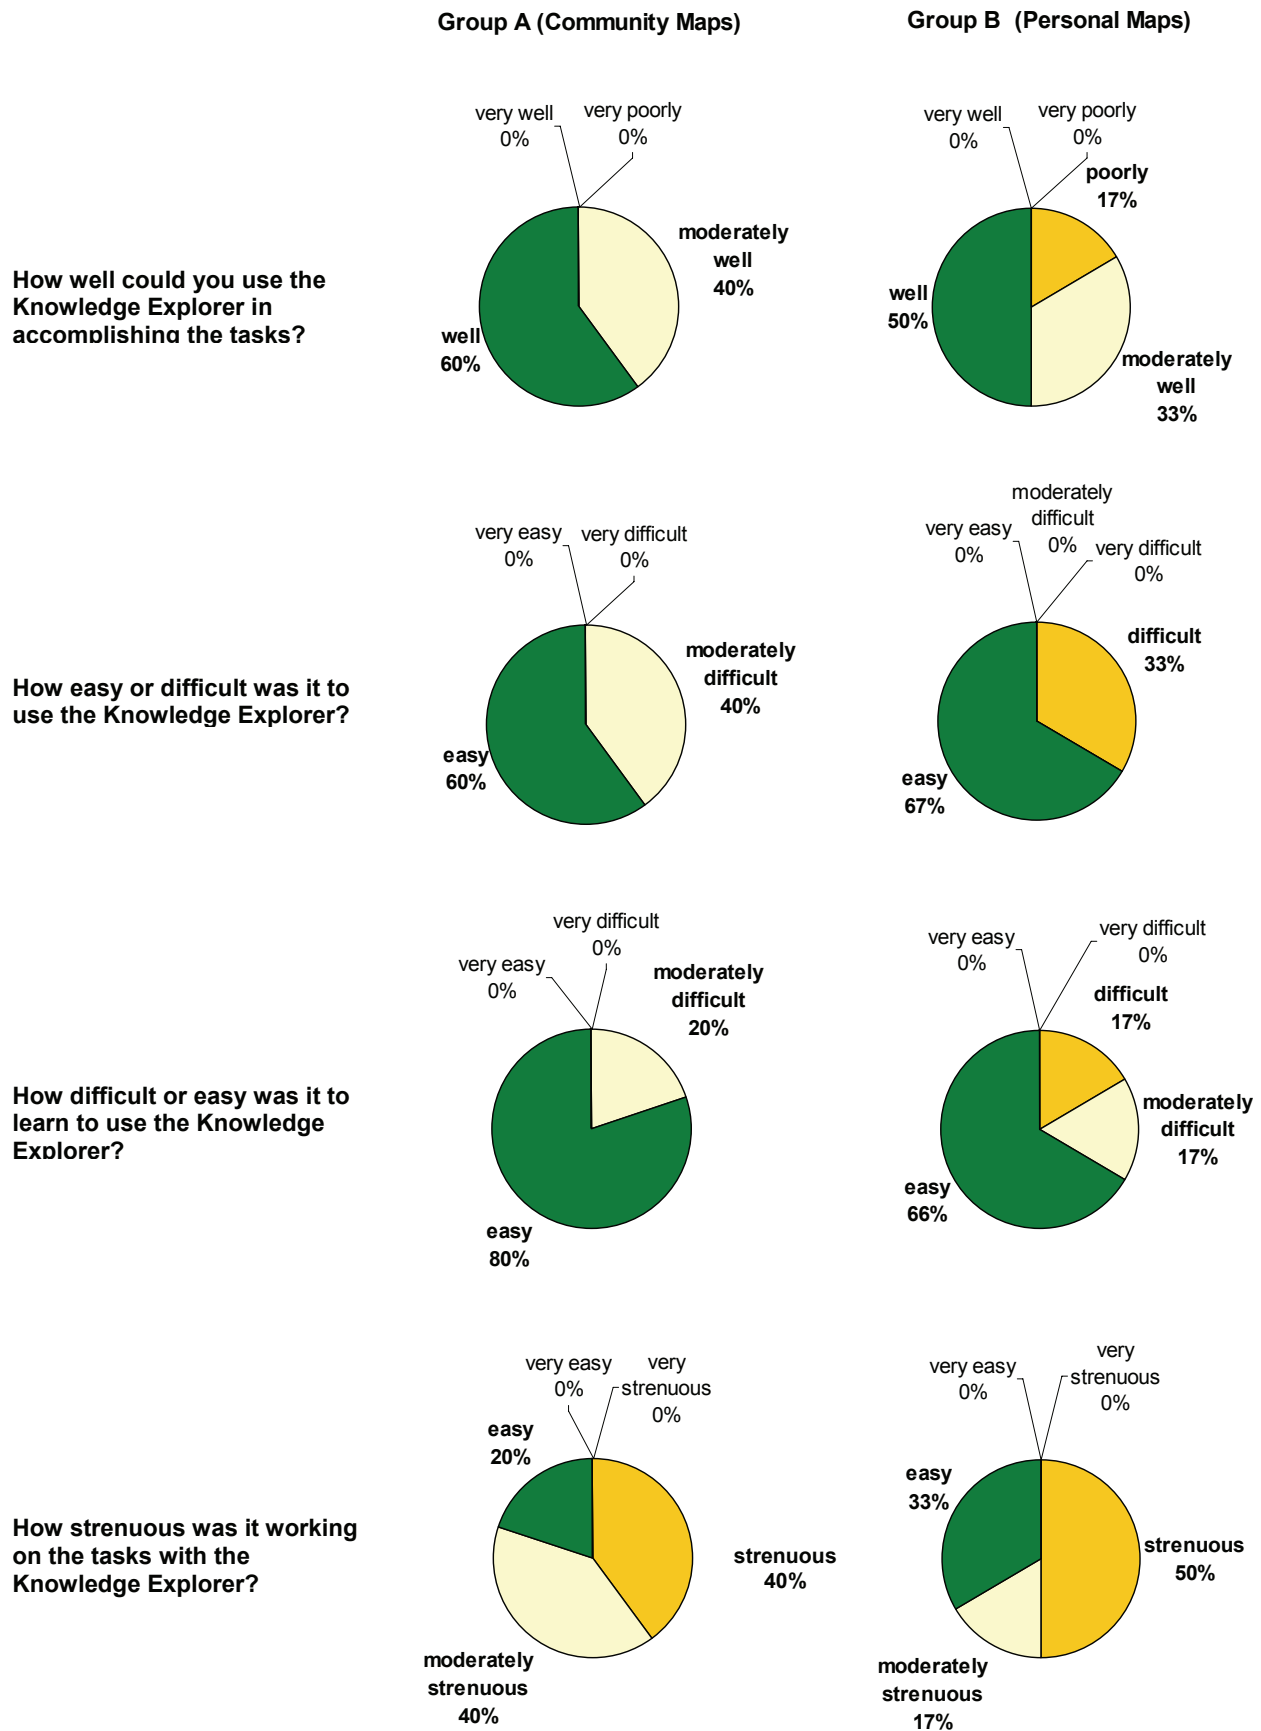 Group A (Community Maps)
Group B (Personal Maps)
How well could you use the
Knowledge Explorer in
accomplishing the tasks?
very well
0%
very poorly
0%
moderately
well
40%
well
60%
very well
0%
very poorly
0%
poorly
17%
well
50%
moderately
well
33%
How easy or difficult was it to
use the Knowledge Explorer?
very easy
0%
very difficult
0%
moderately
difficult
40%
easy
60%
very easy
0%
moderately
difficult
0%
very difficult
0%
difficult
33%
easy
67%
How difficult or easy was it to
learn to use the Knowledge
Explorer?
very easy
0%
very difficult
0%
moderately
difficult
20%
easy
80%
very easy
0%
very difficult
0%
difficult
17%
moderately
difficult
17%
easy
66%
How strenuous was it working
on the tasks with the
Knowledge Explorer?
very easy
0%
very
strenuous
0%
easy
20%
strenuous
40%
moderately
strenuous
40%
very easy
0%
very
strenuous
0%
easy
33%
strenuous
50%
moderately
strenuous
17%